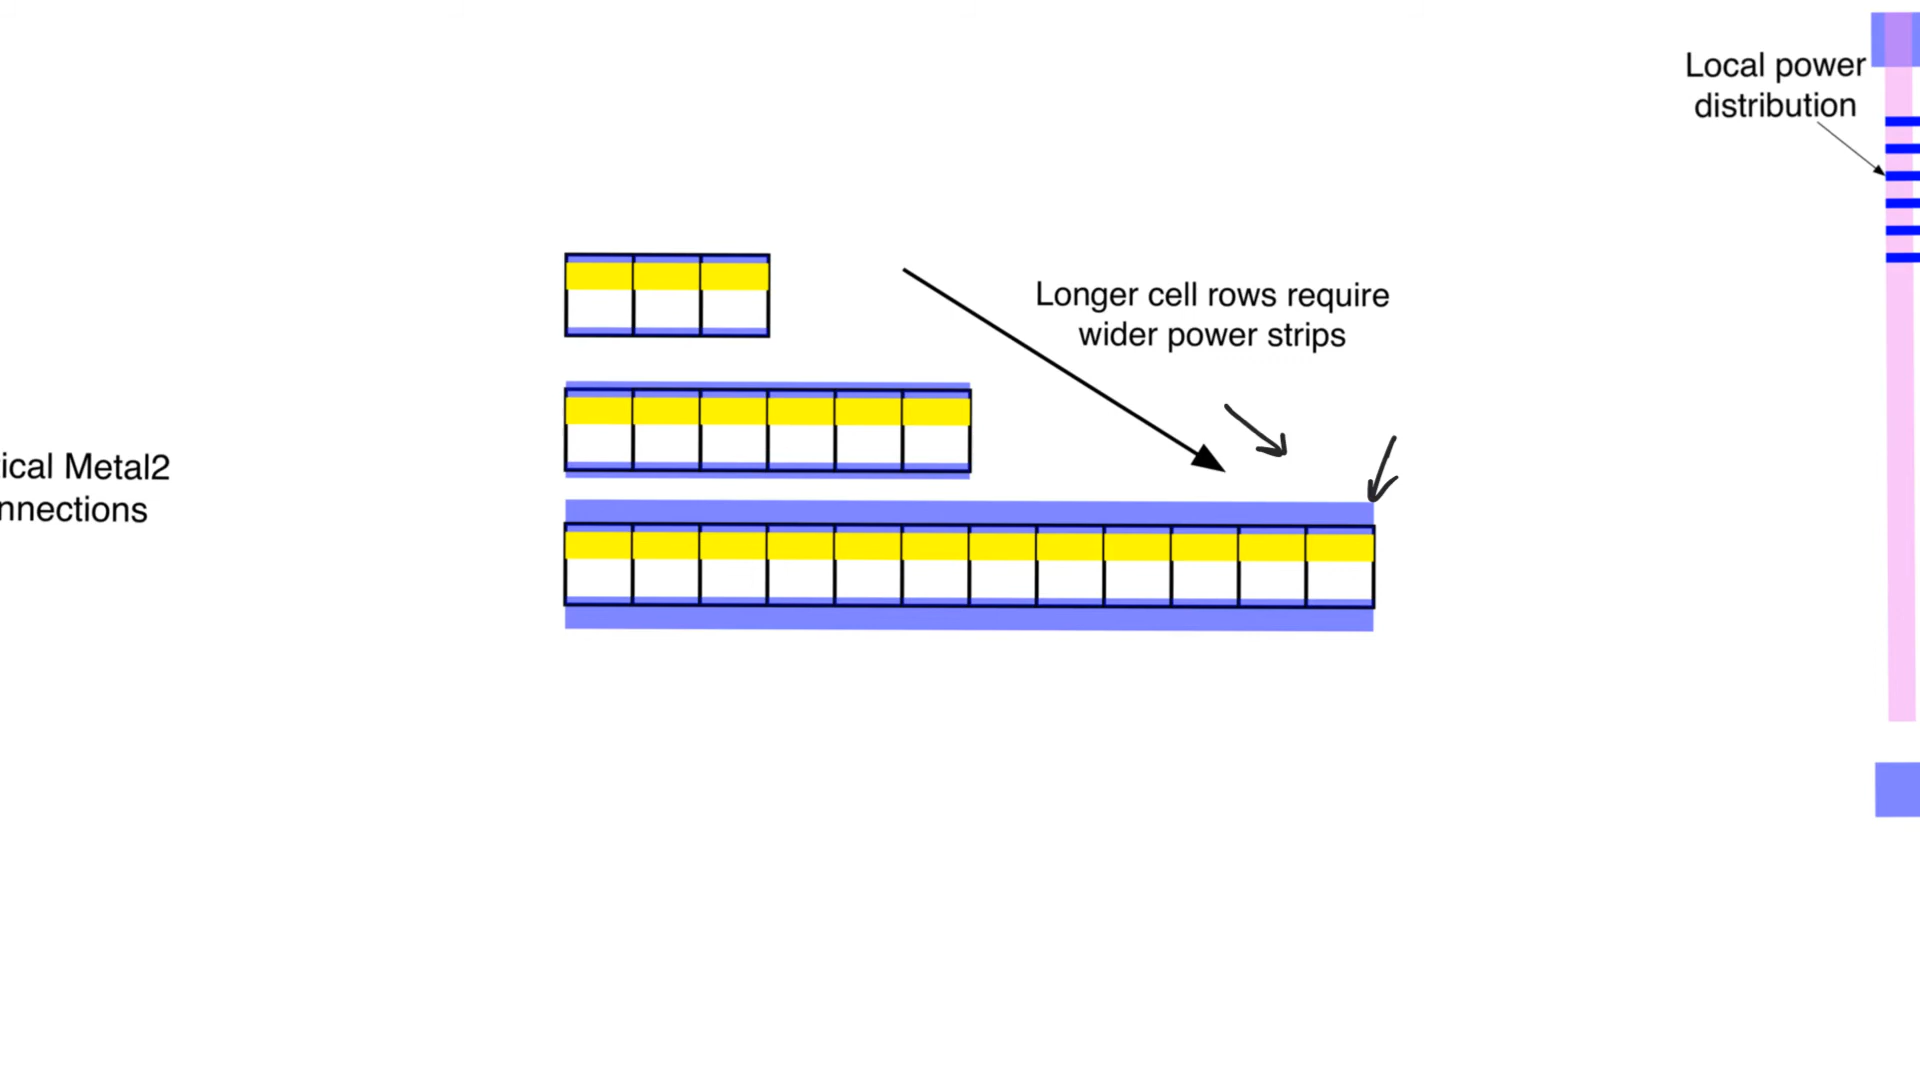 Local power
distribution
Longer cell rows require
wider power strips
ical Metal2
nnections